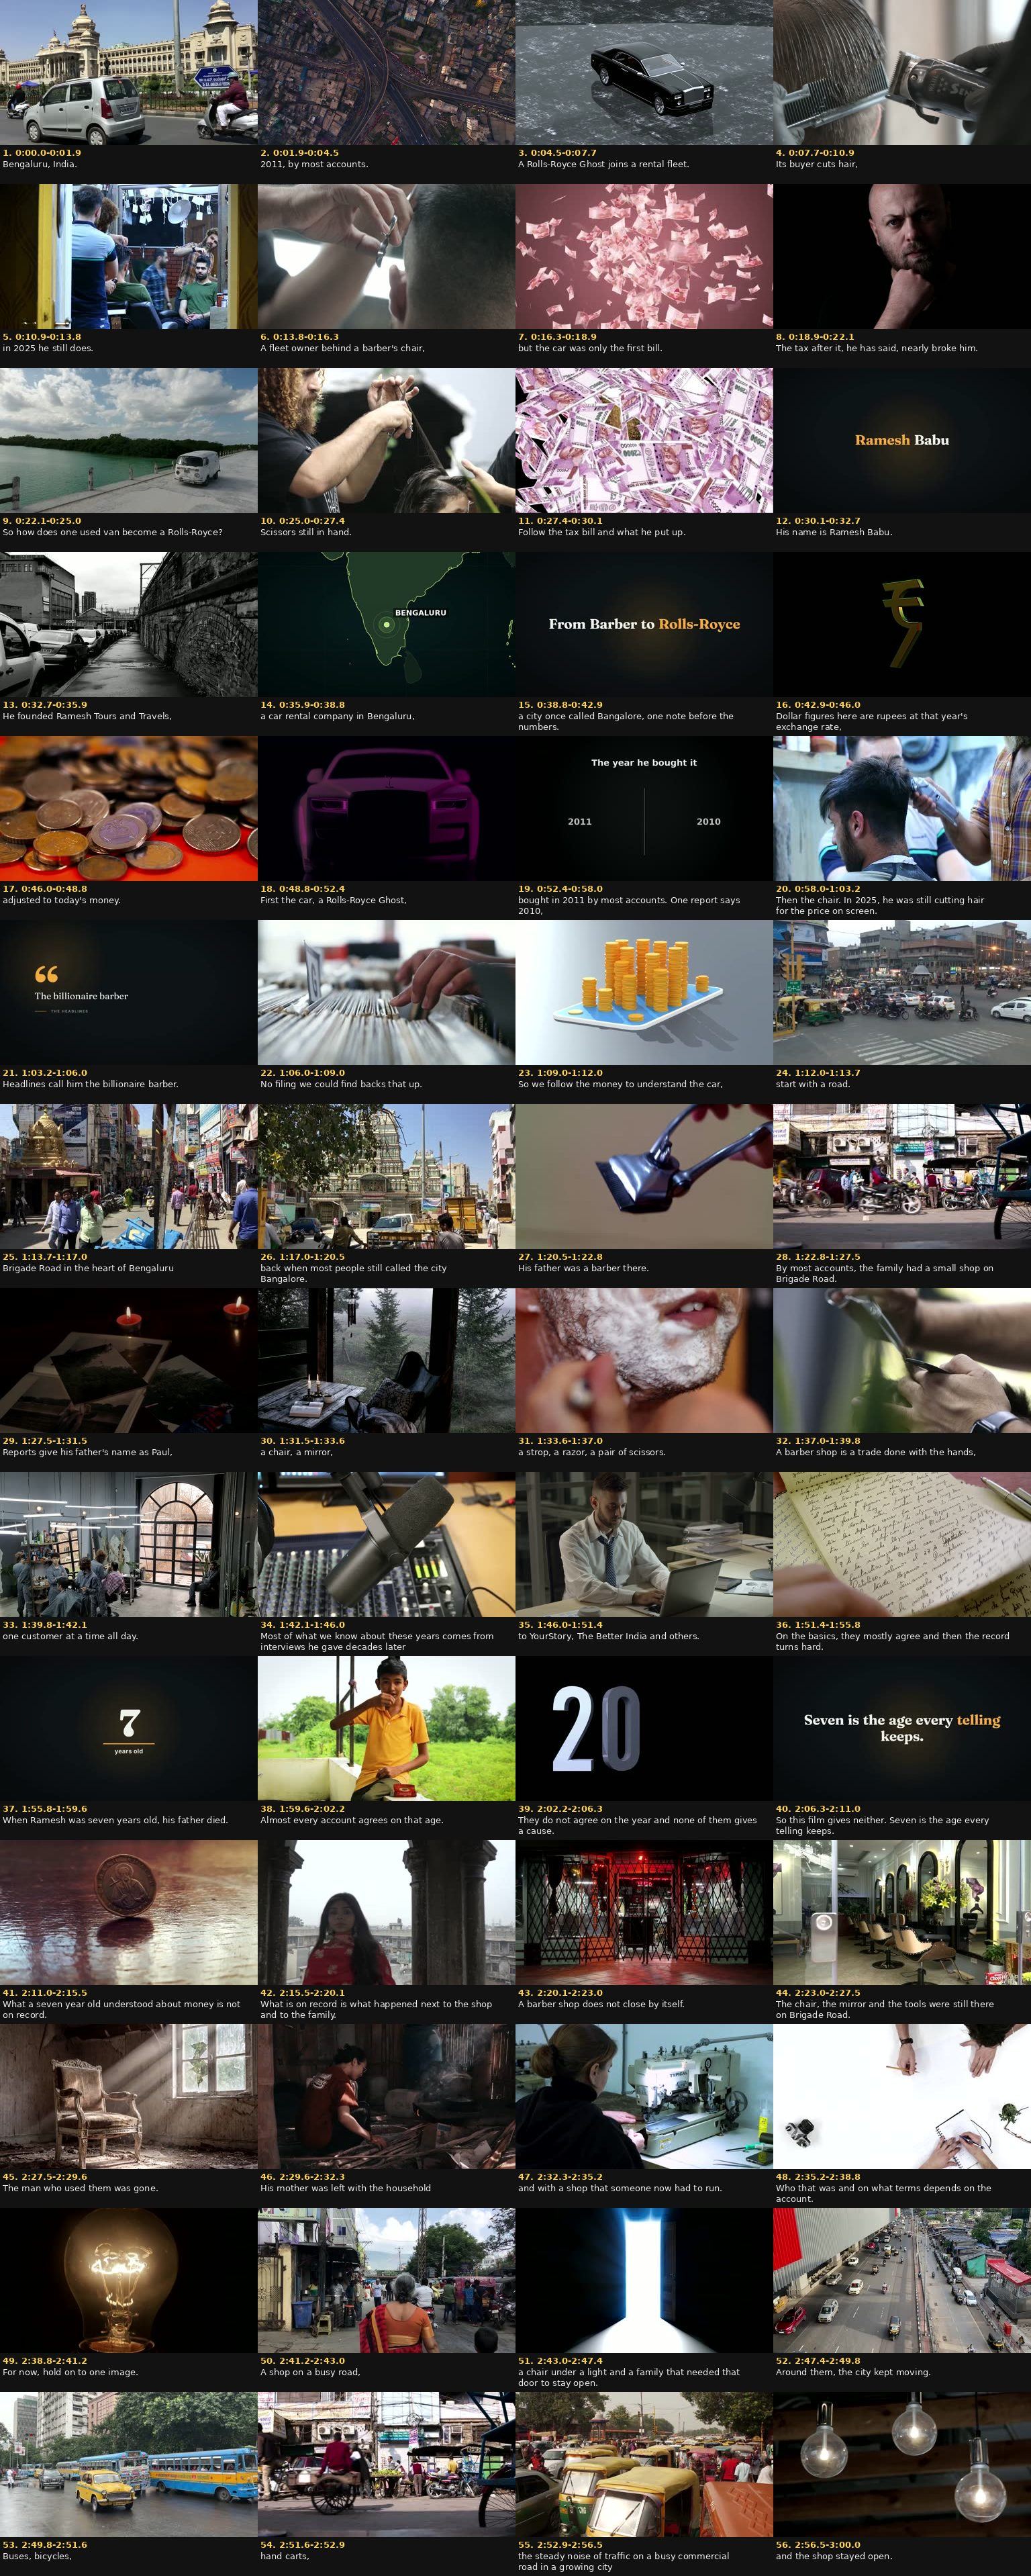 1. 0:00.0-0:01.9
Bengaluru, India.
2. 0:01.9-0:04.5
2011, by most accounts.
3. 0:04.5-0:07.7
A Rolls-Royce Ghost joins a rental fleet.
4. 0:07.7-0:10.9
Its buyer cuts hair,
5. 0:10.9-0:13.8
in 2025 he still does.
6. 0:13.8-0:16.3
A fleet owner behind a barber's chair,
7. 0:16.3-0:18.9
but the car was only the first bill.
8. 0:18.9-0:22.1
The tax after it, he has said, nearly broke him.
9. 0:22.1-0:25.0
So how does one used van become a Rolls-Royce?
10. 0:25.0-0:27.4
Scissors still in hand.
11. 0:27.4-0:30.1
Follow the tax bill and what he put up.
Ramesh Babu
12. 0:30.1-0:32.7
His name is Ramesh Babu.
13. 0:32.7-0:35.9
He founded Ramesh Tours and Travels,
BENGALURU
14. 0:35.9-0:38.8
a car rental company in Bengaluru,
From Barber to Rolls-Royce
15. 0:38.8-0:42.9
a city once called Bangalore, one note before the
numbers.
₹
16. 0:42.9-0:46.0
Dollar figures here are rupees at that year's
exchange rate,
17. 0:46.0-0:48.8
adjusted to today's money.
18. 0:48.8-0:52.4
First the car, a Rolls-Royce Ghost,
The year he bought it
2011
2010
19. 0:52.4-0:58.0
bought in 2011 by most accounts. One report says
2010,
20. 0:58.0-1:03.2
Then the chair. In 2025, he was still cutting hair
for the price on screen.
“
The billionaire barber
THE HEADLINES
21. 1:03.2-1:06.0
Headlines call him the billionaire barber.
22. 1:06.0-1:09.0
No filing we could find backs that up.
23. 1:09.0-1:12.0
So we follow the money to understand the car,
24. 1:12.0-1:13.7
start with a road.
25. 1:13.7-1:17.0
Brigade Road in the heart of Bengaluru
26. 1:17.0-1:20.5
back when most people still called the city
Bangalore.
27. 1:20.5-1:22.8
His father was a barber there.
28. 1:22.8-1:27.5
By most accounts, the family had a small shop on
Brigade Road.
29. 1:27.5-1:31.5
Reports give his father's name as Paul,
30. 1:31.5-1:33.6
a chair, a mirror,
31. 1:33.6-1:37.0
a strop, a razor, a pair of scissors.
32. 1:37.0-1:39.8
A barber shop is a trade done with the hands,
33. 1:39.8-1:42.1
one customer at a time all day.
34. 1:42.1-1:46.0
Most of what we know about these years comes from
interviews he gave decades later
35. 1:46.0-1:51.4
to YourStory, The Better India and others.
36. 1:51.4-1:55.8
On the basics, they mostly agree and then the record
turns hard.
7
years old
37. 1:55.8-1:59.6
When Ramesh was seven years old, his father died.
38. 1:59.6-2:02.2
Almost every account agrees on that age.
20
39. 2:02.2-2:06.3
They do not agree on the year and none of them gives
a cause.
Seven is the age every telling
keeps.
40. 2:06.3-2:11.0
So this film gives neither. Seven is the age every
telling keeps.
41. 2:11.0-2:15.5
What a seven year old understood about money is not
on record.
42. 2:15.5-2:20.1
What is on record is what happened next to the shop
and to the family.
43. 2:20.1-2:23.0
A barber shop does not close by itself.
44. 2:23.0-2:27.5
The chair, the mirror and the tools were still there
on Brigade Road.
45. 2:27.5-2:29.6
The man who used them was gone.
46. 2:29.6-2:32.3
His mother was left with the household
47. 2:32.3-2:35.2
and with a shop that someone now had to run.
48. 2:35.2-2:38.8
Who that was and on what terms depends on the
account.
49. 2:38.8-2:41.2
For now, hold on to one image.
50. 2:41.2-2:43.0
A shop on a busy road,
51. 2:43.0-2:47.4
a chair under a light and a family that needed that
door to stay open.
52. 2:47.4-2:49.8
Around them, the city kept moving.
53. 2:49.8-2:51.6
Buses, bicycles,
54. 2:51.6-2:52.9
hand carts,
55. 2:52.9-2:56.5
the steady noise of traffic on a busy commercial
road in a growing city
56. 2:56.5-3:00.0
and the shop stayed open.